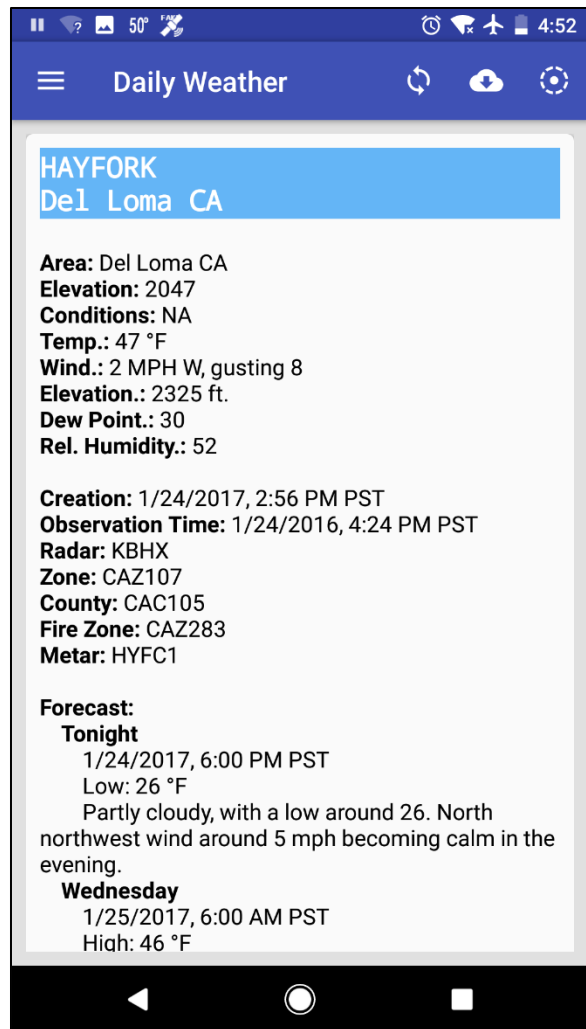 50° FAKE 4:52
Daily Weather
HAYFORK
Del Loma CA
Area: Del Loma CA
Elevation: 2047
Conditions: NA
Temp.: 47 °F
Wind.: 2 MPH W, gusting 8
Elevation.: 2325 ft.
Dew Point.: 30
Rel. Humidity.: 52
Creation: 1/24/2017, 2:56 PM PST
Observation Time: 1/24/2016, 4:24 PM PST
Radar: KBHX
Zone: CAZ107
County: CAC105
Fire Zone: CAZ283
Metar: HYFC1
Forecast:
Tonight
1/24/2017, 6:00 PM PST
Low: 26 °F
Partly cloudy, with a low around 26. North
northwest wind around 5 mph becoming calm in the
evening.
Wednesday
1/25/2017, 6:00 AM PST
High: 46 °F